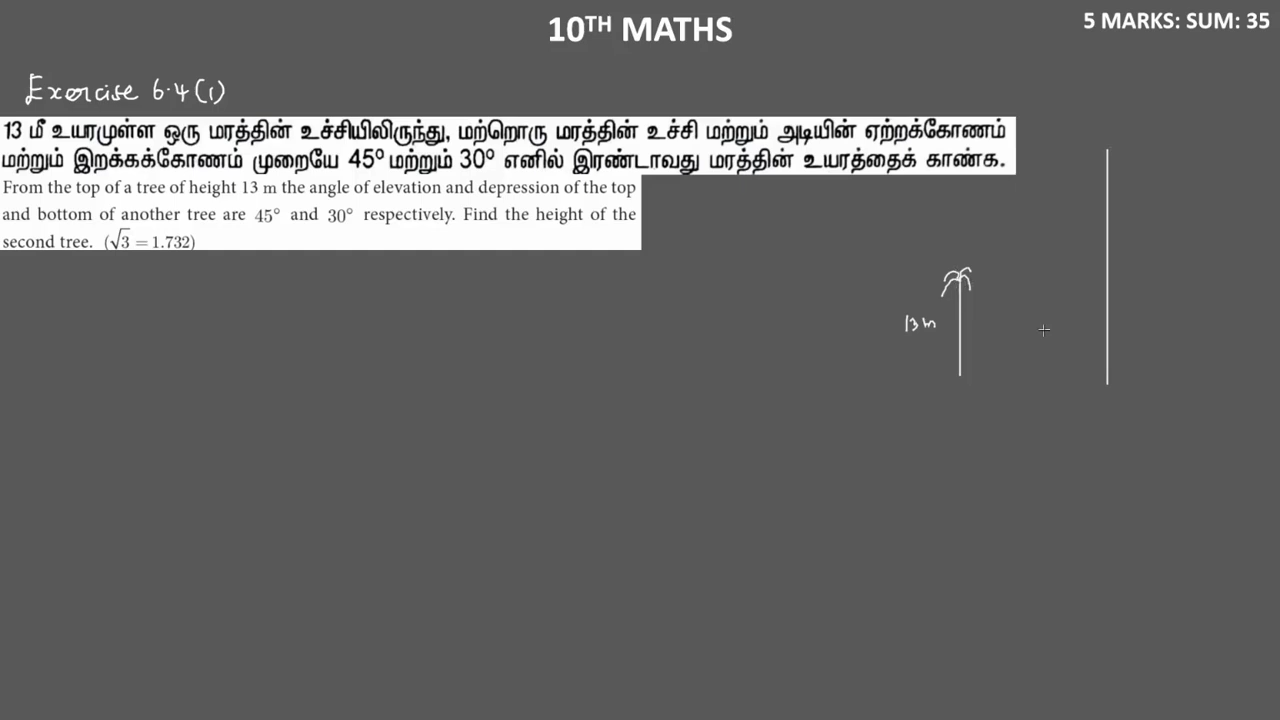 10TH MATHS
5 MARKS: SUM: 35
Exercise 6.4(1)
13 மீ உயரமுள்ள ஒரு மரத்தின் உச்சியிலிருந்து, மற்றொரு மரத்தின் உச்சி மற்றும் அடியின் ஏற்றக்கோணம்
மற்றும் இறக்கக்கோணம் முறையே 45° மற்றும் 30° எனில் இரண்டாவது மரத்தின் உயரத்தைக் காண்க.
From the top of a tree of height 13 m the angle of elevation and depression of the top
and bottom of another tree are 45° and 30° respectively. Find the height of the
second tree. (√3 = 1.732)
13 m